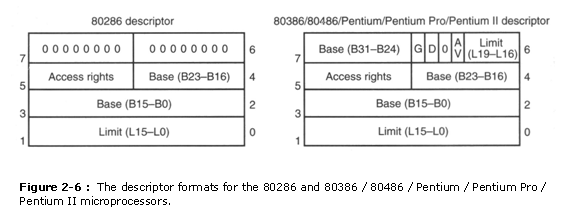 80286 descriptor
80386/80486/Pentium/Pentium Pro/Pentium II descriptor
7 0 0 0 0 0 0 0 0 0 0 0 0 0 0 0 0 6
5 Access rights Base (B23–B16) 4
3 Base (B15–B0) 2
1 Limit (L15–L0) 0
7 Base (B31–B24) G D 0 AV Limit (L19–L16) 6
5 Access rights Base (B23–B16) 4
3 Base (B15–B0) 2
1 Limit (L15–L0) 0
Figure 2-6 : The descriptor formats for the 80286 and 80386 / 80486 / Pentium / Pentium Pro /
Pentium II microprocessors.